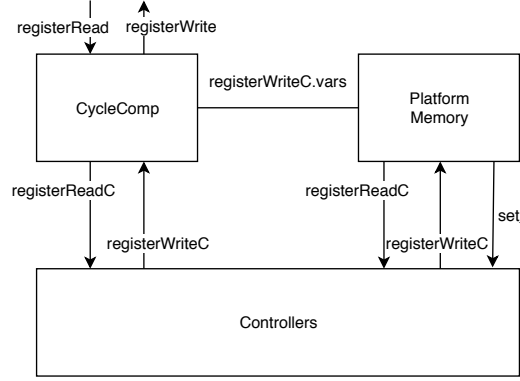 registerRead
registerWrite
CycleComp
registerWriteC.vars
Platform
Memory
registerReadC
registerWriteC
registerReadC
registerWriteC
set
Controllers